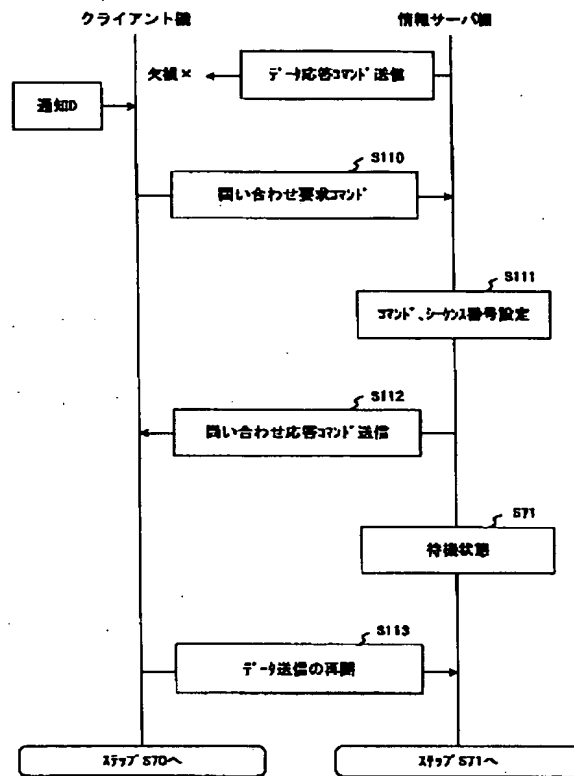 クライアント機
情報サーバ機
欠損×
データ応答コマンド送信
通知D
S110
問い合わせ要求コマンド
S111
コマンド、シーケンス番号設定
S112
問い合わせ応答コマンド送信
S71
待機状態
S113
データ送信の再開
ステップS70へ
ステップS71へ